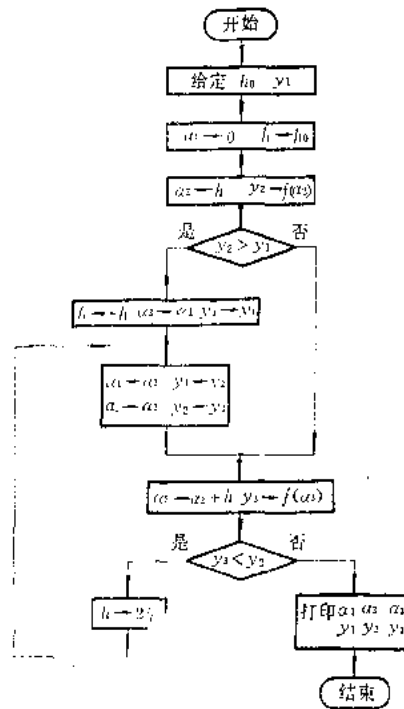 开始
给定 h₀ y₁
α₁→0 h→h₀
α₂→h y₂→f(α₂)
是 否
y₂>y₁
h→-h α₃→α₁ y₃→y₁
α₁→α₂ y₁→y₂
α₂→α₃ y₂→y₃
α₃→α₂+h y₃→f(α₃)
是 否
y₃<y₂
打印α₁ α₂
h→2
y₁ y₂
结束